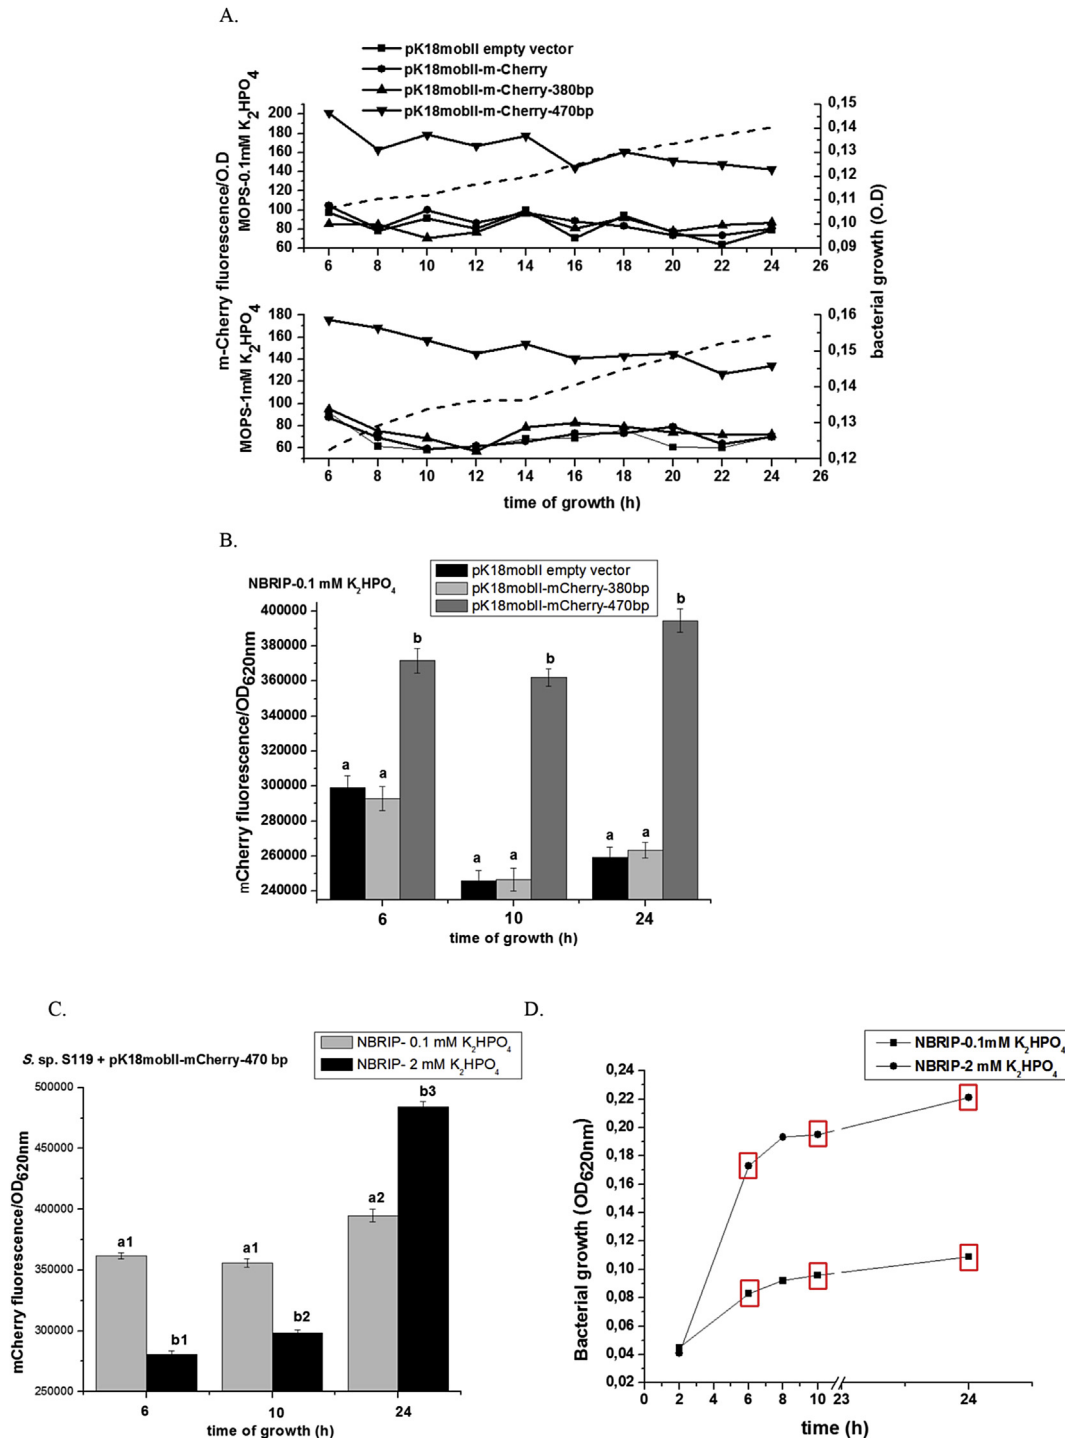 A.
pK18mobII empty vector
pK18mobII-m-Cherry
pK18mobII-m-Cherry-380bp
pK18mobII-m-Cherry-470bp
m-Cherry fluorescence/O.D
MOPS-0.1mM K2HPO4
200
180
160
140
120
100
80
60
0,15
0,14
0,13
0,12
0,11
0,10
0,09
bacterial growth (O.D)
6 8 10 12 14 16 18 20 22 24 26
MOPS-1mM K2HPO4
180
160
140
120
100
80
60
0,16
0,15
0,14
0,13
0,12
6 8 10 12 14 16 18 20 22 24 26
time of growth (h)
B.
NBRIP-0.1 mM K2HPO4
pK18mobII empty vector
pK18mobII-mCherry-380bp
pK18mobII-mCherry-470bp
mCherry fluorescence/OD620nm
400000
380000
360000
340000
320000
300000
280000
260000
240000
a a b
a a b
a a b
6 10 24
time of growth (h)
C.
S. sp. S119 + pK18mobII-mCherry-470 bp
NBRIP- 0.1 mM K2HPO4
NBRIP- 2 mM K2HPO4
mCherry fluorescence/OD620nm
500000
450000
400000
350000
300000
250000
a1 b1
a1 b2
a2 b3
6 10 24
time of growth (h)
D.
NBRIP-0.1mM K2HPO4
NBRIP-2 mM K2HPO4
Bacterial growth (OD620nm)
0,22
0,20
0,18
0,16
0,14
0,12
0,10
0,08
0,06
0,04
0,02
0 2 4 6 8 10 23 24
time (h)